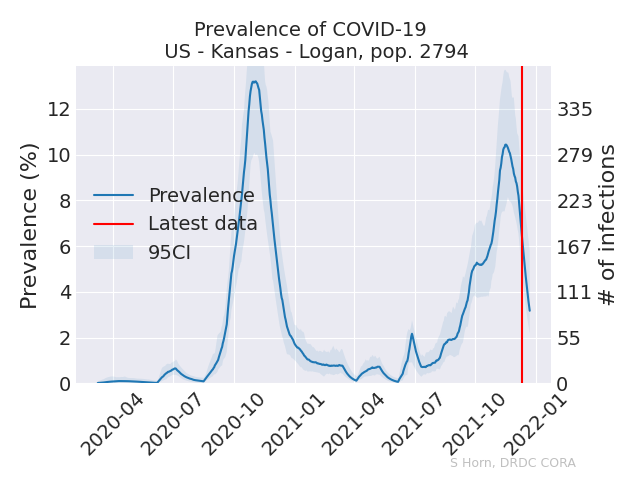 Prevalence of COVID-19
US - Kansas - Logan, pop. 2794
Prevalence (%)
12
10
8
6
4
2
0
Prevalence
Latest data
95CI
335
279
223
167
111
55
0
# of infections
2020-04
2020-07
2020-10
2021-01
2021-04
2021-07
2021-10
2022-01
S Horn, DRDC CORA